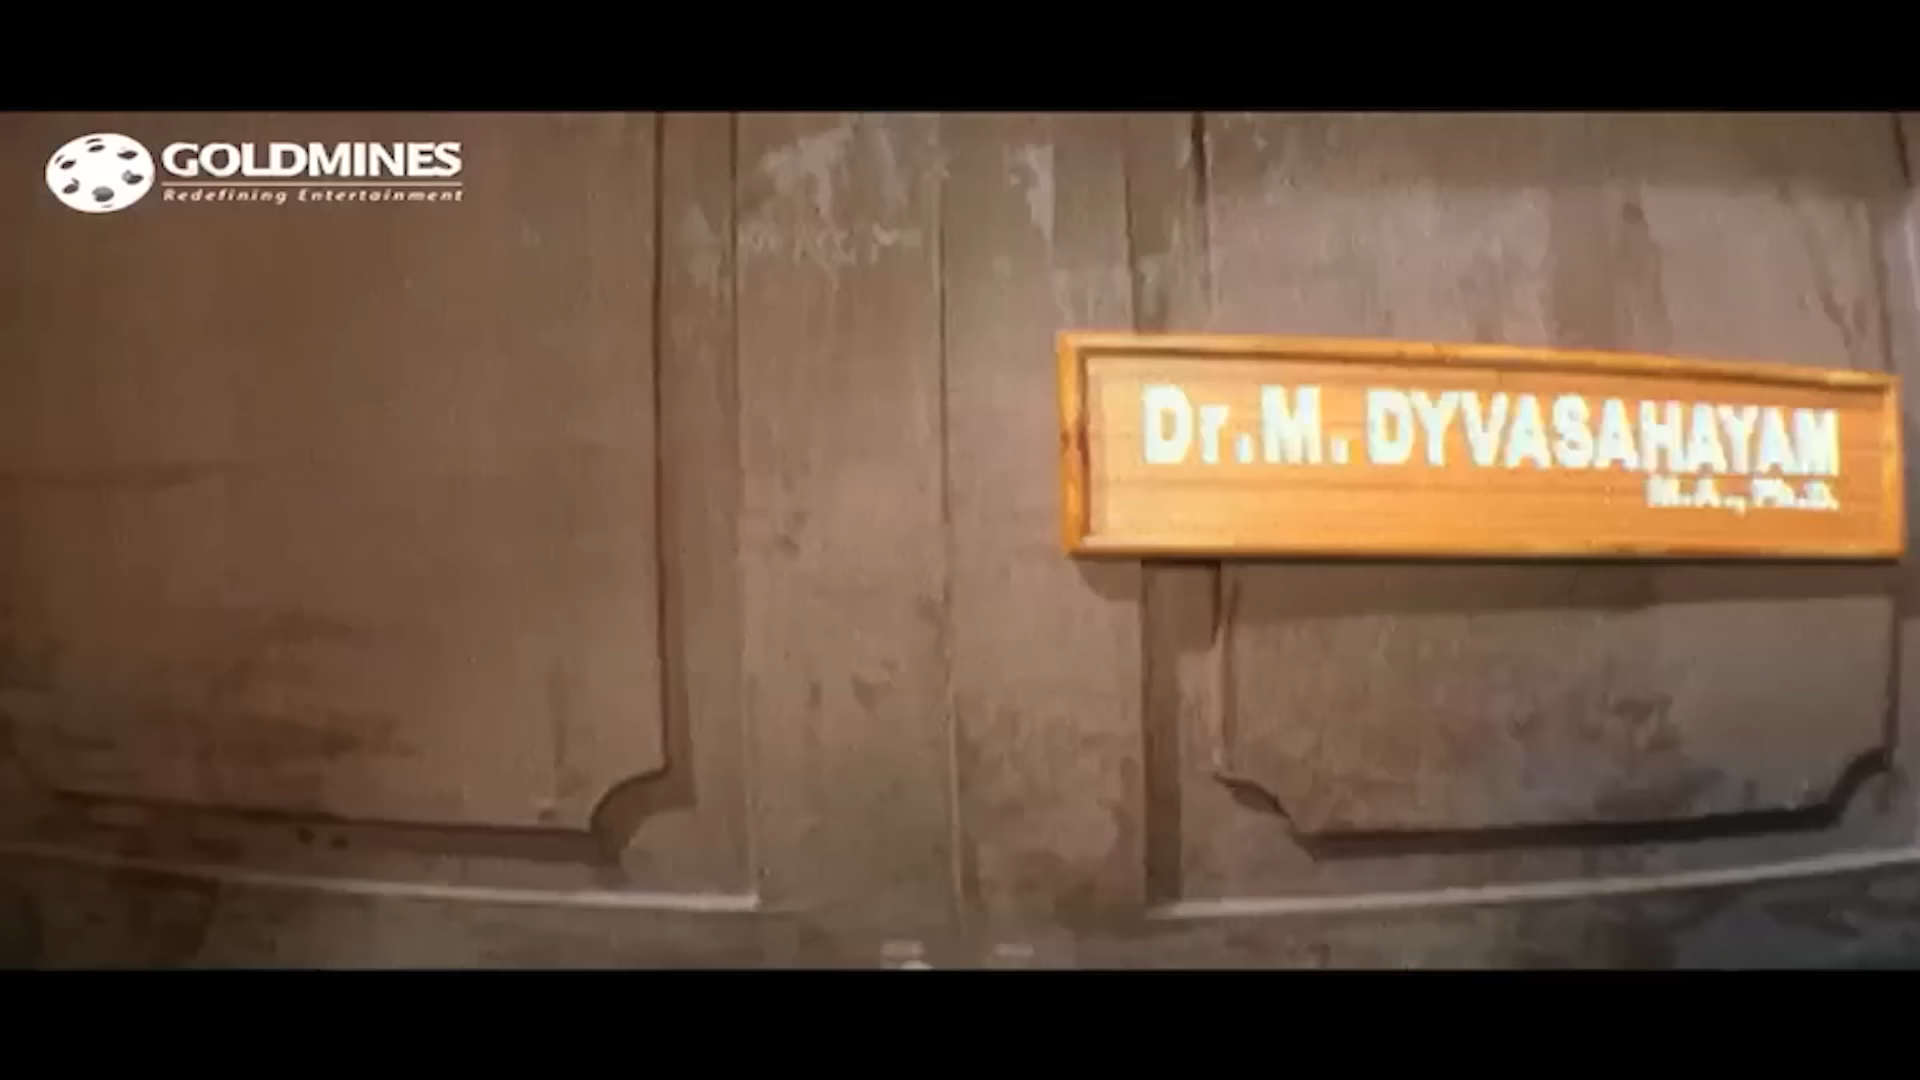 GOLDMINES
Redefining Entertainment
Dr.M. DYVASAHAYAM
M.A., Ph.D.